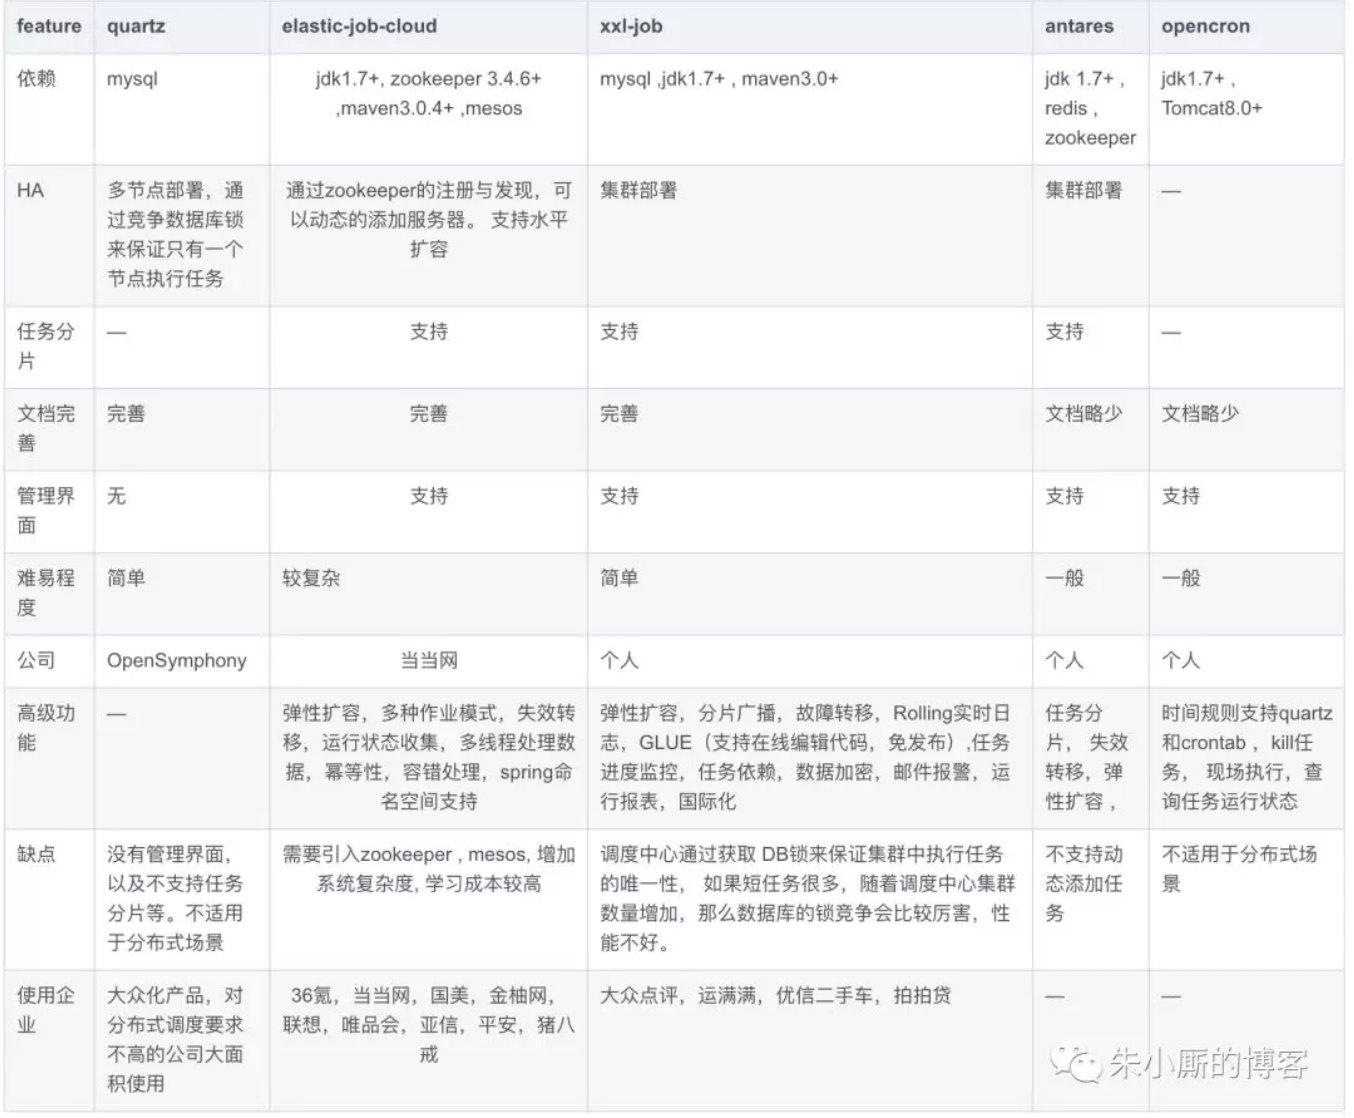 feature quartz elastic-job-cloud xxl-job antares opencron
依赖
mysql
jdk1.7+, zookeeper 3.4.6+
,maven3.0.4+ ,mesos
mysql ,jdk1.7+ , maven3.0+
jdk 1.7+ ,
redis ,
zookeeper
jdk1.7+ ,
Tomcat8.0+
HA
多节点部署，通
过竞争数据库锁
来保证只有一个
节点执行任务
通过zookeeper的注册与发现，可
以动态的添加服务器。 支持水平
扩容
集群部署
集群部署
—
任务分
片
—
支持
支持
支持
—
文档完
善
完善
完善
完善
文档略少
文档略少
管理界
面
无
支持
支持
支持
支持
难易程
度
简单
较复杂
简单
一般
一般
公司
OpenSymphony
当当网
个人
个人
个人
高级功
能
—
弹性扩容，多种作业模式，失效转
移，运行状态收集，多线程处理数
据，幂等性，容错处理，spring命
名空间支持
弹性扩容，分片广播，故障转移，Rolling实时日
志，GLUE（支持在线编辑代码，免发布）,任务
进度监控，任务依赖，数据加密，邮件报警，运
行报表，国际化
任务分
片， 失效
转移，弹
性扩容 ,
时间规则支持quartz
和crontab ，kill任
务， 现场执行，查
询任务运行状态
缺点
没有管理界面，
以及不支持任务
分片等。不适用
于分布式场景
需要引入zookeeper , mesos, 增加
系统复杂度, 学习成本较高
调度中心通过获取 DB锁来保证集群中执行任务
的唯一性， 如果短任务很多，随着调度中心集群
数量增加，那么数据库的锁竞争会比较厉害，性
能不好。
不支持动
态添加任
务
不适用于分布式场
景
使用企
业
大众化产品，对
分布式调度要求
不高的公司大面
积使用
36氪，当当网，国美，金柚网，
联想，唯品会，亚信，平安，猪八
戒
大众点评，运满满，优信二手车，拍拍贷
—
—
朱小厮的博客